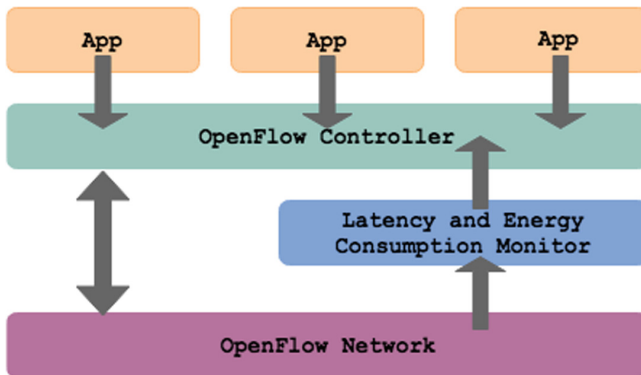 App
App
App
OpenFlow Controller
Latency and Energy
Consumption Monitor
OpenFlow Network